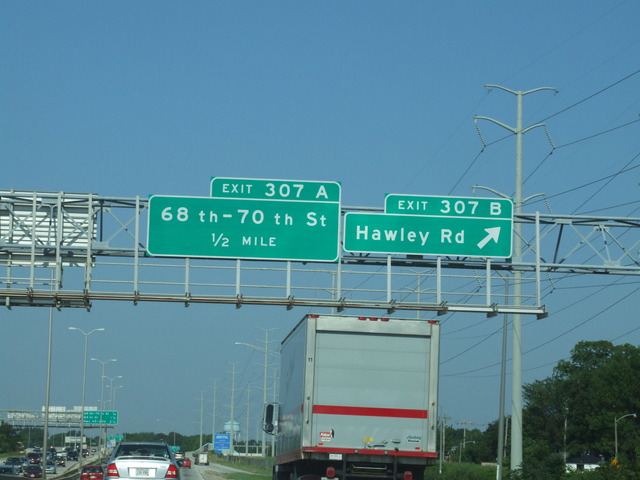 EXIT 307 A
68 th-70 th St
1/2 MILE
EXIT 307 B
Hawley Rd